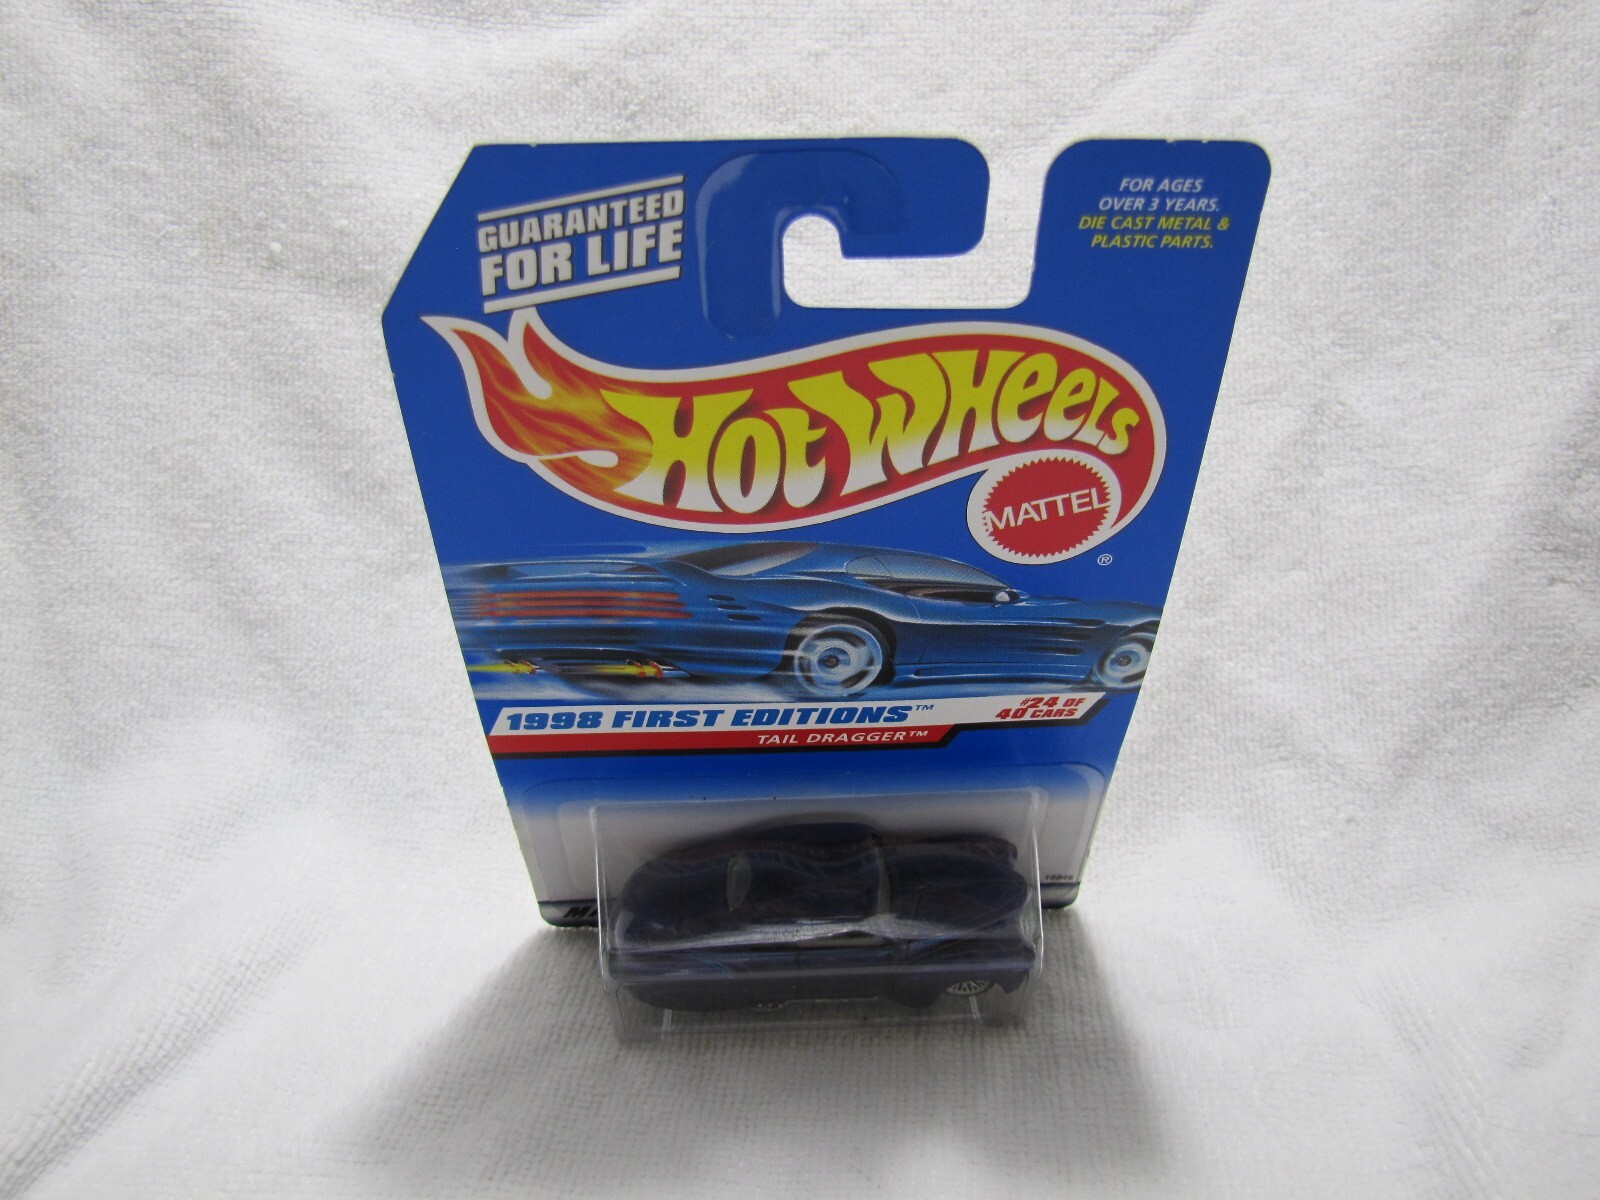 GUARANTEED
FOR LIFE
FOR AGES
OVER 3 YEARS.
DIE CAST METAL &
PLASTIC PARTS.
HOT WHEELS
MATTEL
®
1998 FIRST EDITIONS™
#24 OF
40 CARS
TAIL DRAGGER™